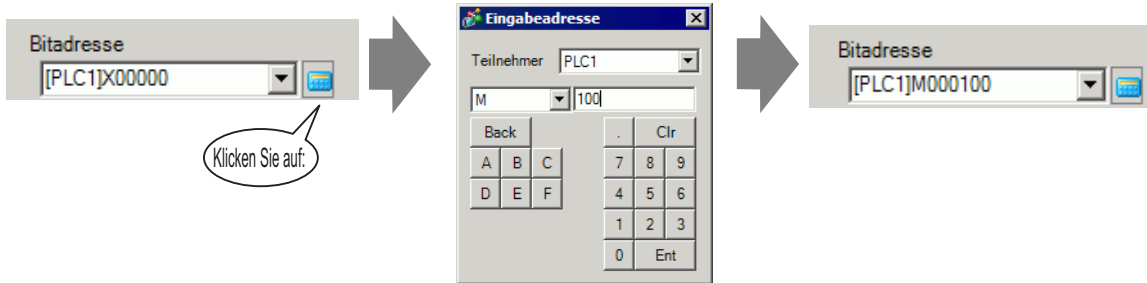 Bitadresse
[PLC1]X00000
Klicken Sie auf:
Eingabeadresse
Teilnehmer PLC1
M 100
Back . Clr
A B C 7 8 9
D E F 4 5 6
1 2 3
0 Ent
Bitadresse
[PLC1]M000100